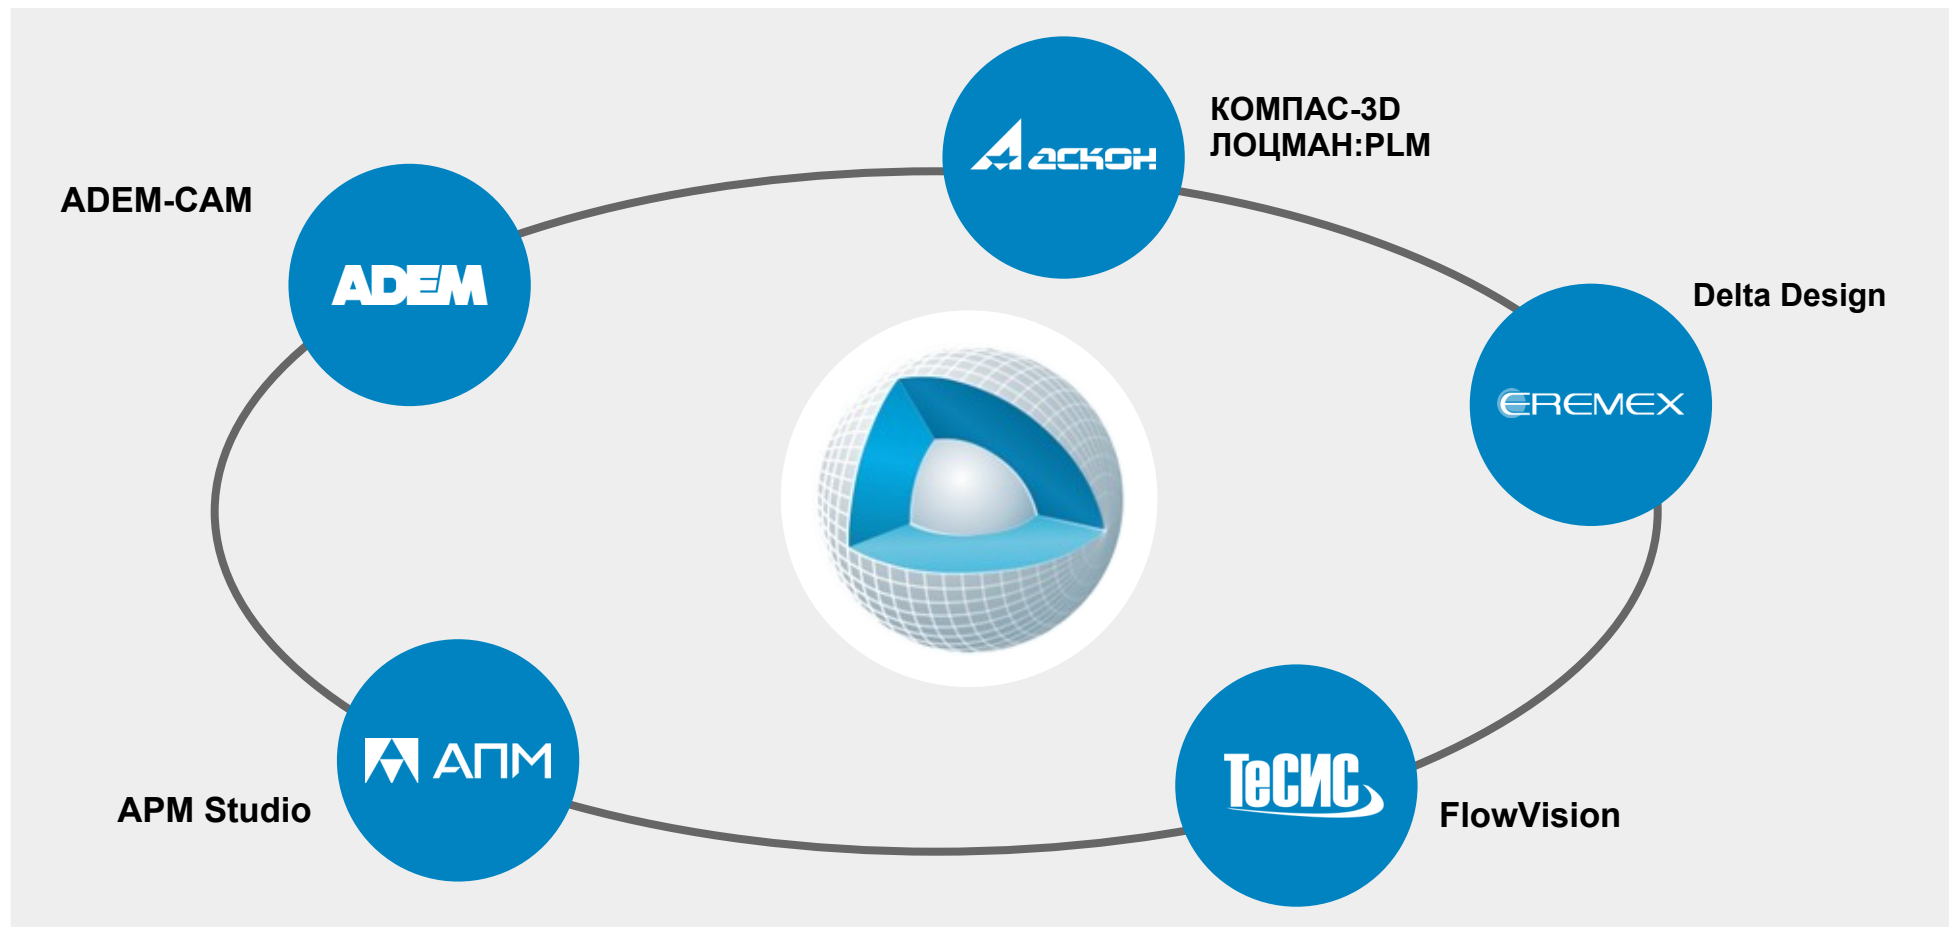 КОМПАС-3D
ЛОЦМАН:PLM
АСКОН
ADEM-CAM
ADEM
Delta Design
EREMEX
АПМ
APM Studio
ТеСИС
FlowVision